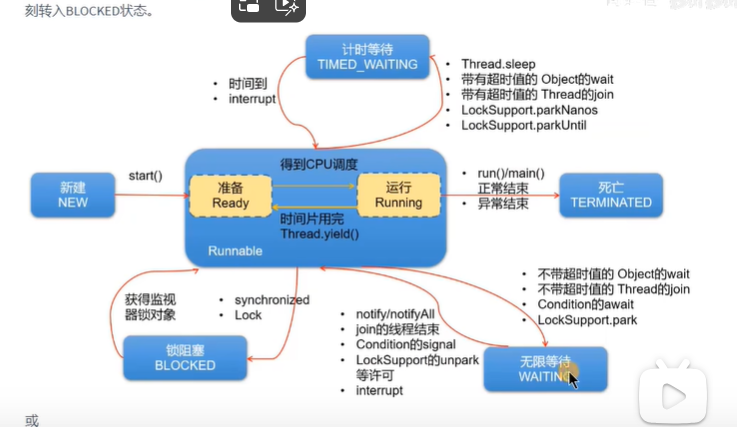 刻转入BLOCKED状态。
计时等待
TIMED_WAITING
• 时间到
• interrupt
• Thread.sleep
• 带有超时值的 Object的wait
• 带有超时值的 Thread的join
• LockSupport.parkNanos
• LockSupport.parkUntil
新建
NEW
start()
得到CPU调度
准备
Ready
运行
Running
时间片用完
Thread.yield()
Runnable
• run()/main()
正常结束
• 异常结束
死亡
TERMINATED
获得监视
器锁对象
• synchronized
• Lock
锁阻塞
BLOCKED
• notify/notifyAll
• join的线程结束
• Condition的signal
• LockSupport的unpark
等许可
• interrupt
• 不带超时值的 Object的wait
• 不带超时值的 Thread的join
• Condition的await
• LockSupport.park
无限等待
WAITING
或